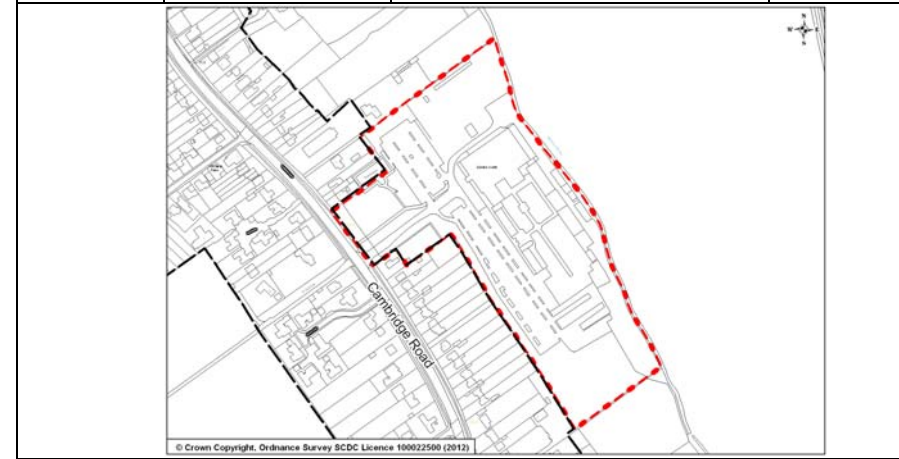 N
W E
S
Cambridge Road
© Crown Copyright. Ordnance Survey SCDC Licence 100022500 (2012)